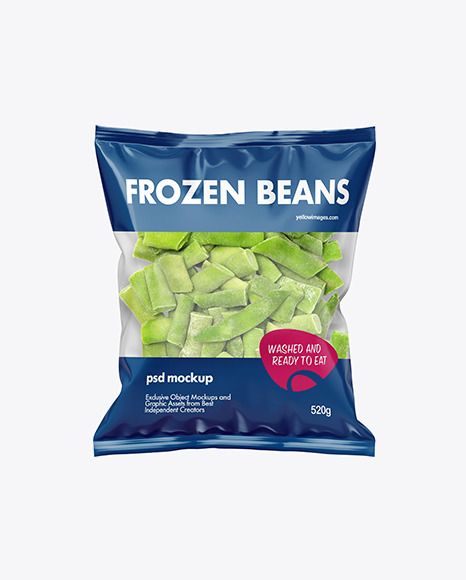 FROZEN BEANS
yellowimages.com
WASHED AND
READY TO EAT
psd mockup
Exclusive Object Mockups and
Graphic Assets from Best
Independent Creators
520g